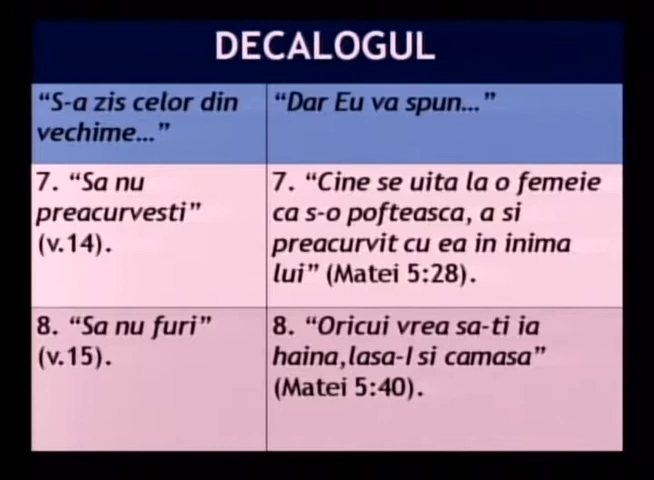 DECALOGUL
“S-a zis celor din
vechime...”
“Dar Eu va spun...”
7. “Sa nu
preacurvesti”
(v.14).
7. “Cine se uita la o femeie
ca s-o pofteasca, a si
preacurvit cu ea in inima
lui” (Matei 5:28).
8. “Sa nu furi”
(v.15).
8. “Oricui vrea sa-ti ia
haina,lasa-l si camasa”
(Matei 5:40).